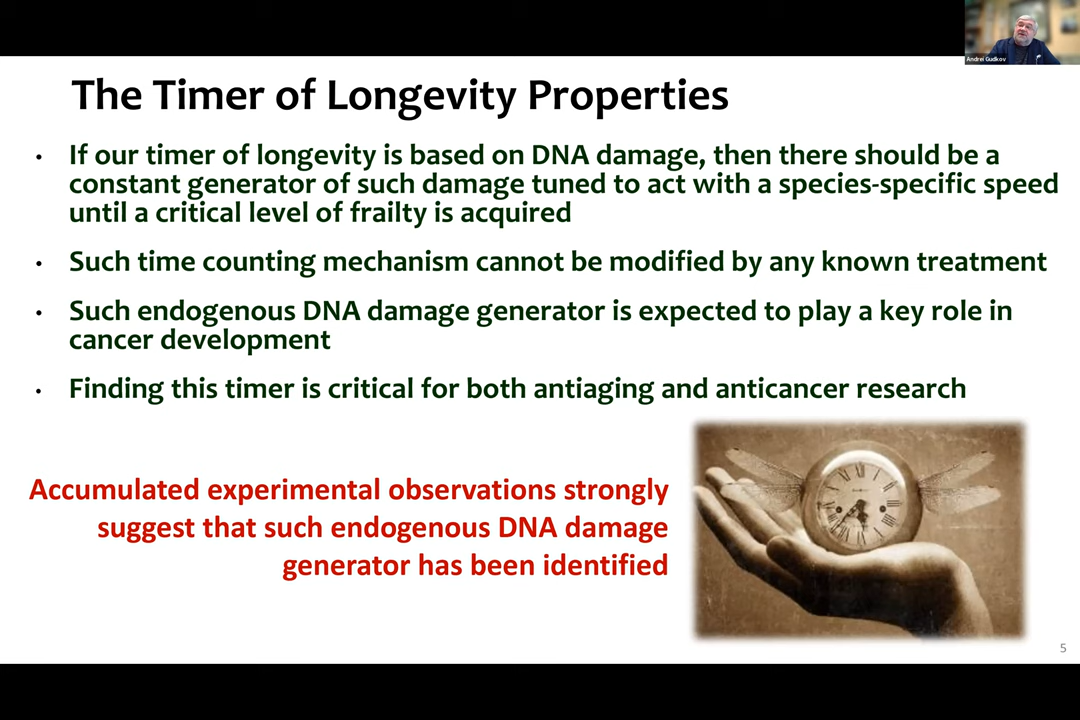 Andrei Gudkov
The Timer of Longevity Properties
• If our timer of longevity is based on DNA damage, then there should be a
constant generator of such damage tuned to act with a species-specific speed
until a critical level of frailty is acquired
• Such time counting mechanism cannot be modified by any known treatment
• Such endogenous DNA damage generator is expected to play a key role in
cancer development
• Finding this timer is critical for both antiaging and anticancer research
Accumulated experimental observations strongly
suggest that such endogenous DNA damage
generator has been identified
5